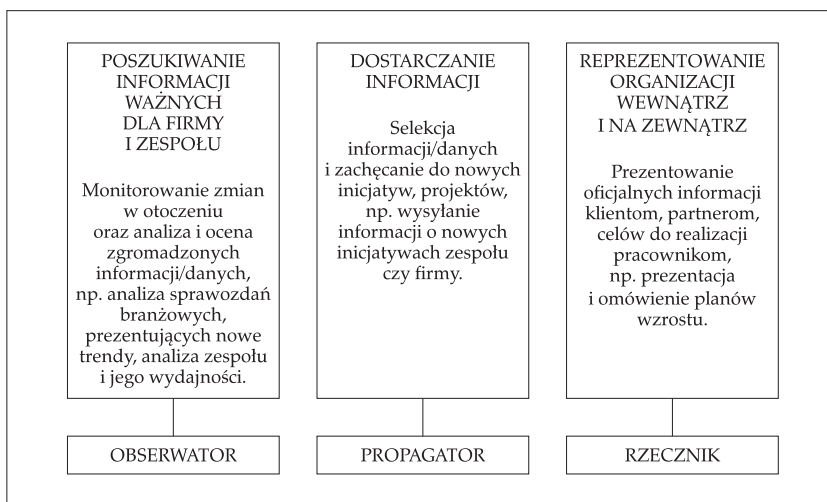 POSZUKIWANIE
INFORMACJI
WAŻNYCH
DLA FIRMY
I ZESPOŁU
Monitorowanie zmian
w otoczeniu
oraz analiza i ocena
zgromadzonych
informacji/danych,
np. analiza sprawozdań
branżowych,
prezentujących nowe
trendy, analiza zespołu
i jego wydajności.
OBSERWATOR
DOSTARCZANIE
INFORMACJI
Selekcja
informacji/danych
i zachęcanie do nowych
inicjatyw, projektów,
np. wysyłanie
informacji o nowych
inicjatywach zespołu
czy firmy.
PROPAGATOR
REPREZENTOWANIE
ORGANIZACJI
WEWNĄTRZ
I NA ZEWNĄTRZ
Prezentowanie
oficjalnych informacji
klientom, partnerom,
celów do realizacji
pracownikom,
np. prezentacja
i omówienie planów
wzrostu.
RZECZNIK